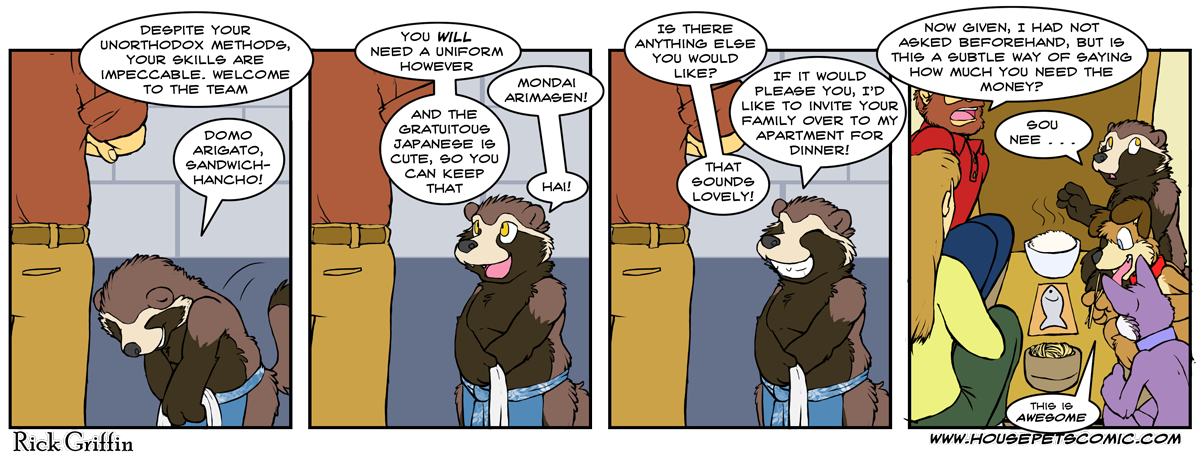 DESPITE YOUR
UNORTHODOX METHODS,
YOUR SKILLS ARE
IMPECCABLE. WELCOME
TO THE TEAM
DOMO
ARIGATO,
SANDWICH-
HANCHO!
YOU WILL
NEED A UNIFORM
HOWEVER
MONDAI
ARIMASEN!
AND THE
GRATUITOUS
JAPANESE IS
CUTE, SO YOU
CAN KEEP
THAT
HAI!
IS THERE
ANYTHING ELSE
YOU WOULD
LIKE?
IF IT WOULD
PLEASE YOU, I'D
LIKE TO INVITE YOUR
FAMILY OVER TO MY
APARTMENT FOR
DINNER!
THAT
SOUNDS
LOVELY!
NOW GIVEN, I HAD NOT
ASKED BEFOREHAND, BUT IS
THIS A SUBTLE WAY OF SAYING
HOW MUCH YOU NEED THE
MONEY?
SOU
NEE . . .
THIS IS
AWESOME
Rick Griffin
WWW.HOUSEPETSCOMIC.COM